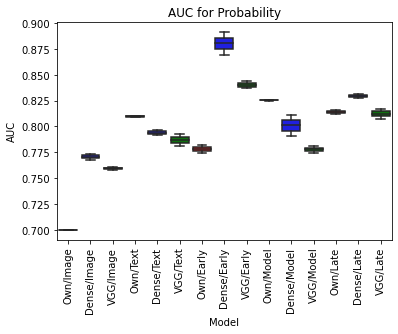 AUC for Probability
AUC
0.900
0.875
0.850
0.825
0.800
0.775
0.750
0.725
0.700
Own/Image
Dense/Image
VGG/Image
Own/Text
Dense/Text
VGG/Text
Own/Early
Dense/Early
VGG/Early
Own/Model
Dense/Model
VGG/Model
Own/Late
Dense/Late
VGG/Late
Model